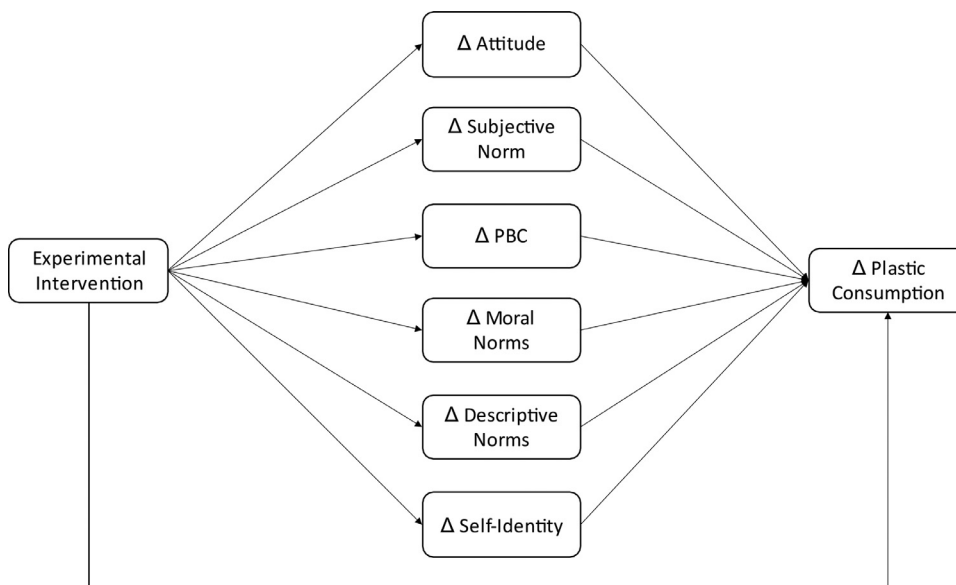 Δ Attitude
Δ Subjective
Norm
Δ PBC
Experimental
Intervention
Δ Plastic
Consumption
Δ Moral
Norms
Δ Descriptive
Norms
Δ Self-Identity